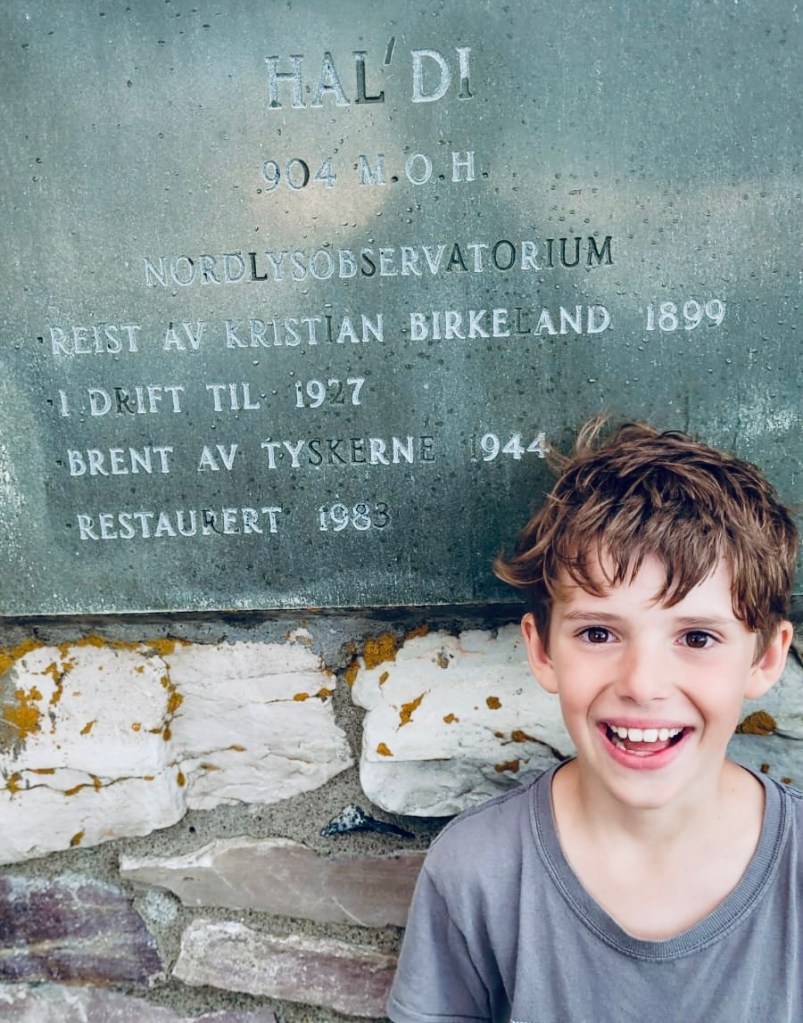 HAL'DI
904 M.O.H.
NORDLYSOBSERVATORIUM
REIST AV KRISTIAN BIRKELAND 1899
I DRIFT TIL 1927
BRENT AV TYSKERNE 1944
RESTAURERT 1983